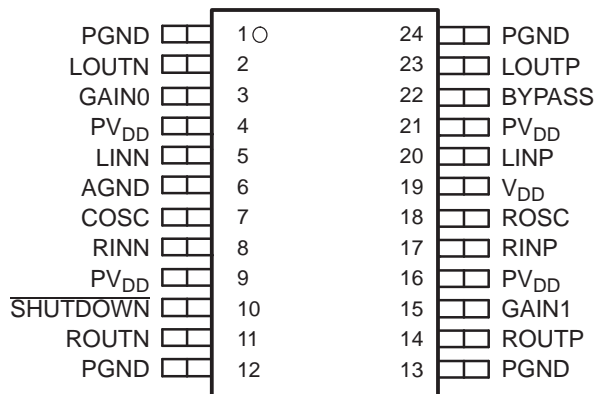 PGND 1 24 PGND
LOUTN 2 23 LOUTP
GAIN0 3 22 BYPASS
PVDD 4 21 PVDD
LINN 5 20 LINP
AGND 6 19 VDD
COSC 7 18 ROSC
RINN 8 17 RINP
PVDD 9 16 PVDD
SHUTDOWN 10 15 GAIN1
ROUTN 11 14 ROUTP
PGND 12 13 PGND